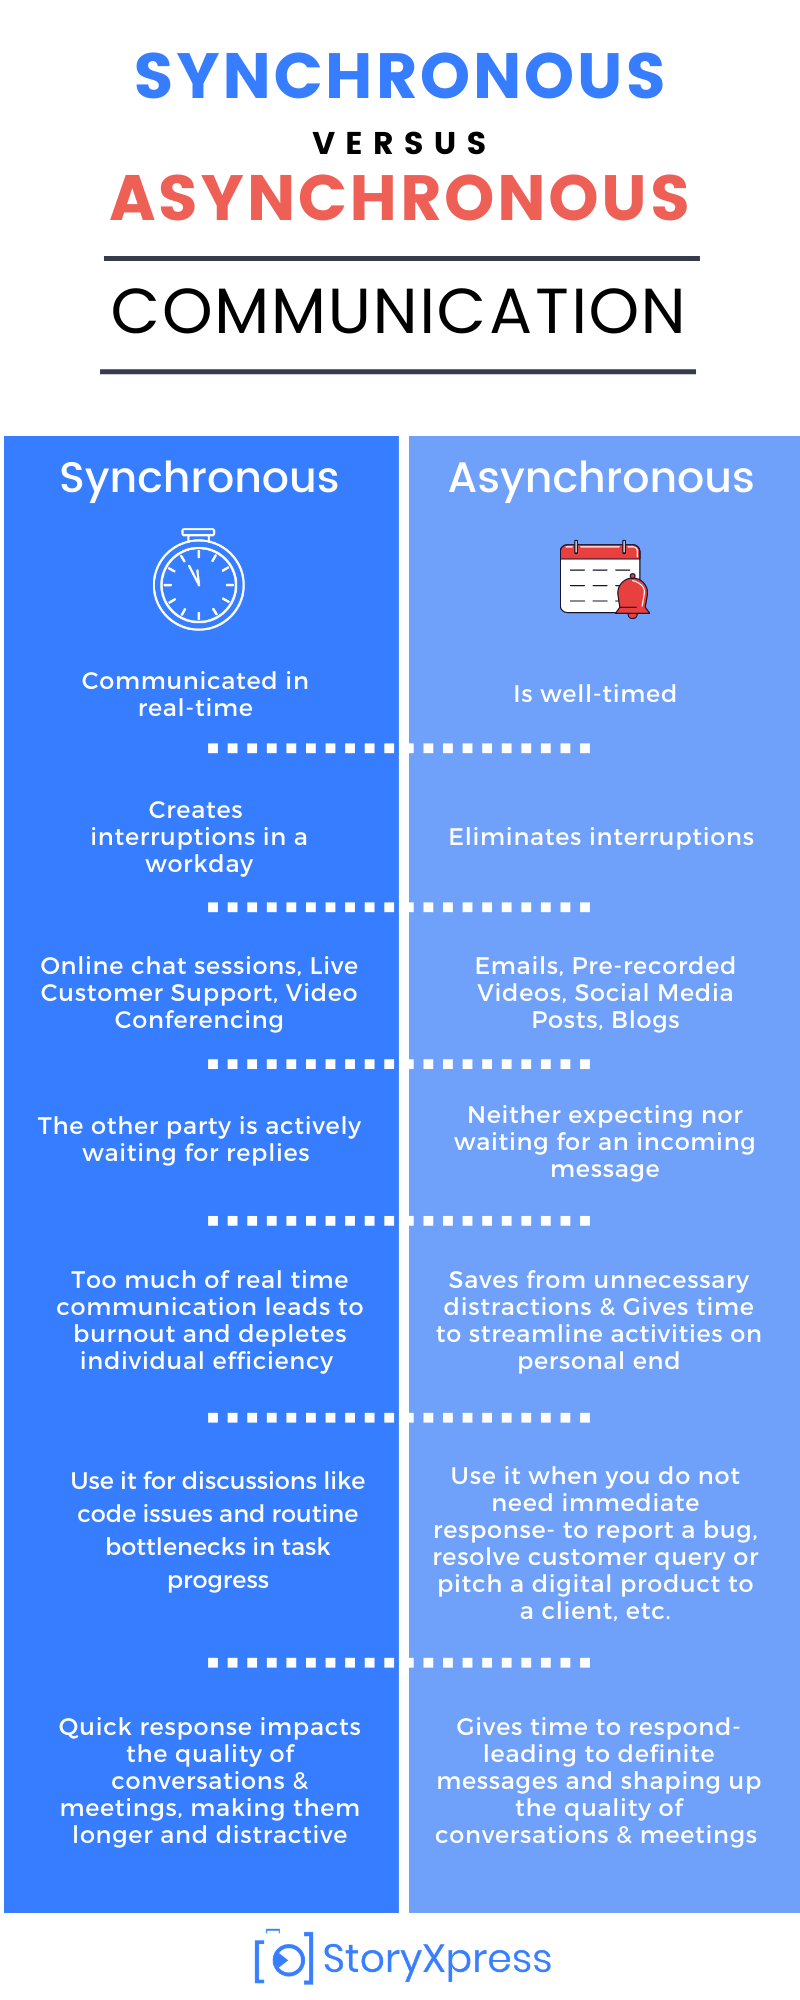 SYNCHRONOUS
VERSUS
ASYNCHRONOUS
COMMUNICATION
Synchronous
Asynchronous
Communicated in
real-time
Is well-timed
Creates
interruptions in a
workday
Eliminates interruptions
Online chat sessions, Live
Customer Support, Video
Conferencing
Emails, Pre-recorded
Videos, Social Media
Posts, Blogs
The other party is actively
waiting for replies
Neither expecting nor
waiting for an incoming
message
Too much of real time
communication leads to
burnout and depletes
individual efficiency
Saves from unnecessary
distractions & Gives time
to streamline activities on
personal end
Use it for discussions like
code issues and routine
bottlenecks in task
progress
Use it when you do not
need immediate
response- to report a bug,
resolve customer query or
pitch a digital product to
a client, etc.
Quick response impacts
the quality of
conversations &
meetings, making them
longer and distractive
Gives time to respond-
leading to definite
messages and shaping up
the quality of
conversations & meetings
StoryXpress